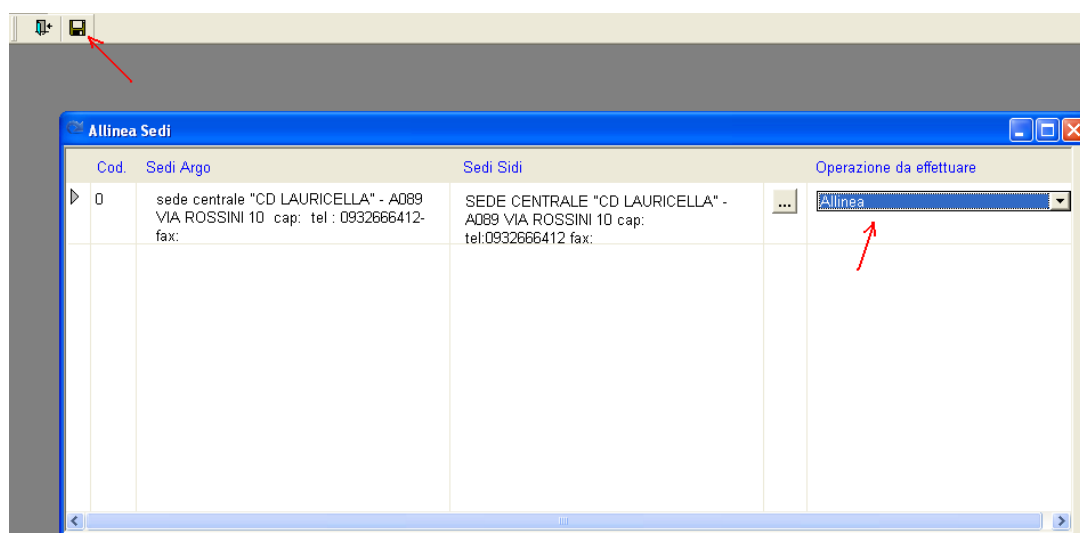 Allinea Sedi
Cod. Sedi Argo Sedi Sidi Operazione da effettuare
0 sede centrale "CD LAURICELLA" - A089
VIA ROSSINI 10 cap: tel : 0932666412-
fax:
SEDE CENTRALE "CD LAURICELLA" -
A089 VIA ROSSINI 10 cap:
tel:0932666412 fax:
...
Allinea